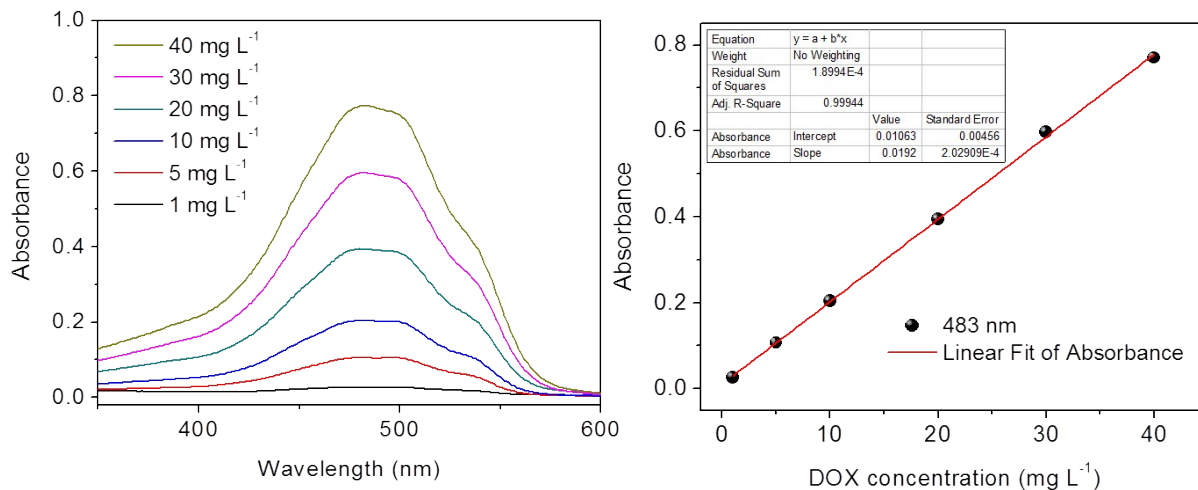 1.0
0.8
0.6
0.4
0.2
0.0
Absorbance
40 mg L⁻¹
30 mg L⁻¹
20 mg L⁻¹
10 mg L⁻¹
5 mg L⁻¹
1 mg L⁻¹
400 500 600
Wavelength (nm)
0.8
0.6
0.4
0.2
0.0
Absorbance
Equation y = a + b*x
Weight No Weighting
Residual Sum
of Squares 1.8994E-4
Adj. R-Square 0.99944
Value Standard Error
Absorbance Intercept 0.01063 0.00456
Absorbance Slope 0.0192 2.02909E-4
483 nm
Linear Fit of Absorbance
0 10 20 30 40
DOX concentration (mg L⁻¹)